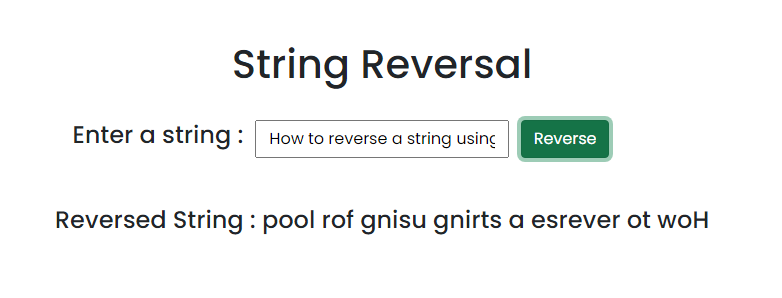 String Reversal
Enter a string : How to reverse a string using Reverse
Reversed String : pool rof gnisu gnirts a esrever ot woH